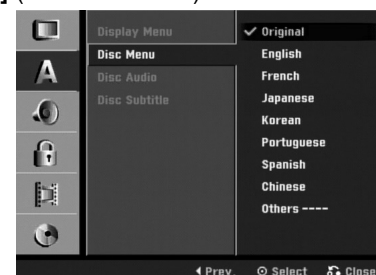 ]
Display Menu
Disc Menu
Disc Audio
Disc Subtitle
✓ Original
English
French
Japanese
Korean
Portuguese
Spanish
Chinese
Others ----
A
◀ Prev. ⊙ Select Close